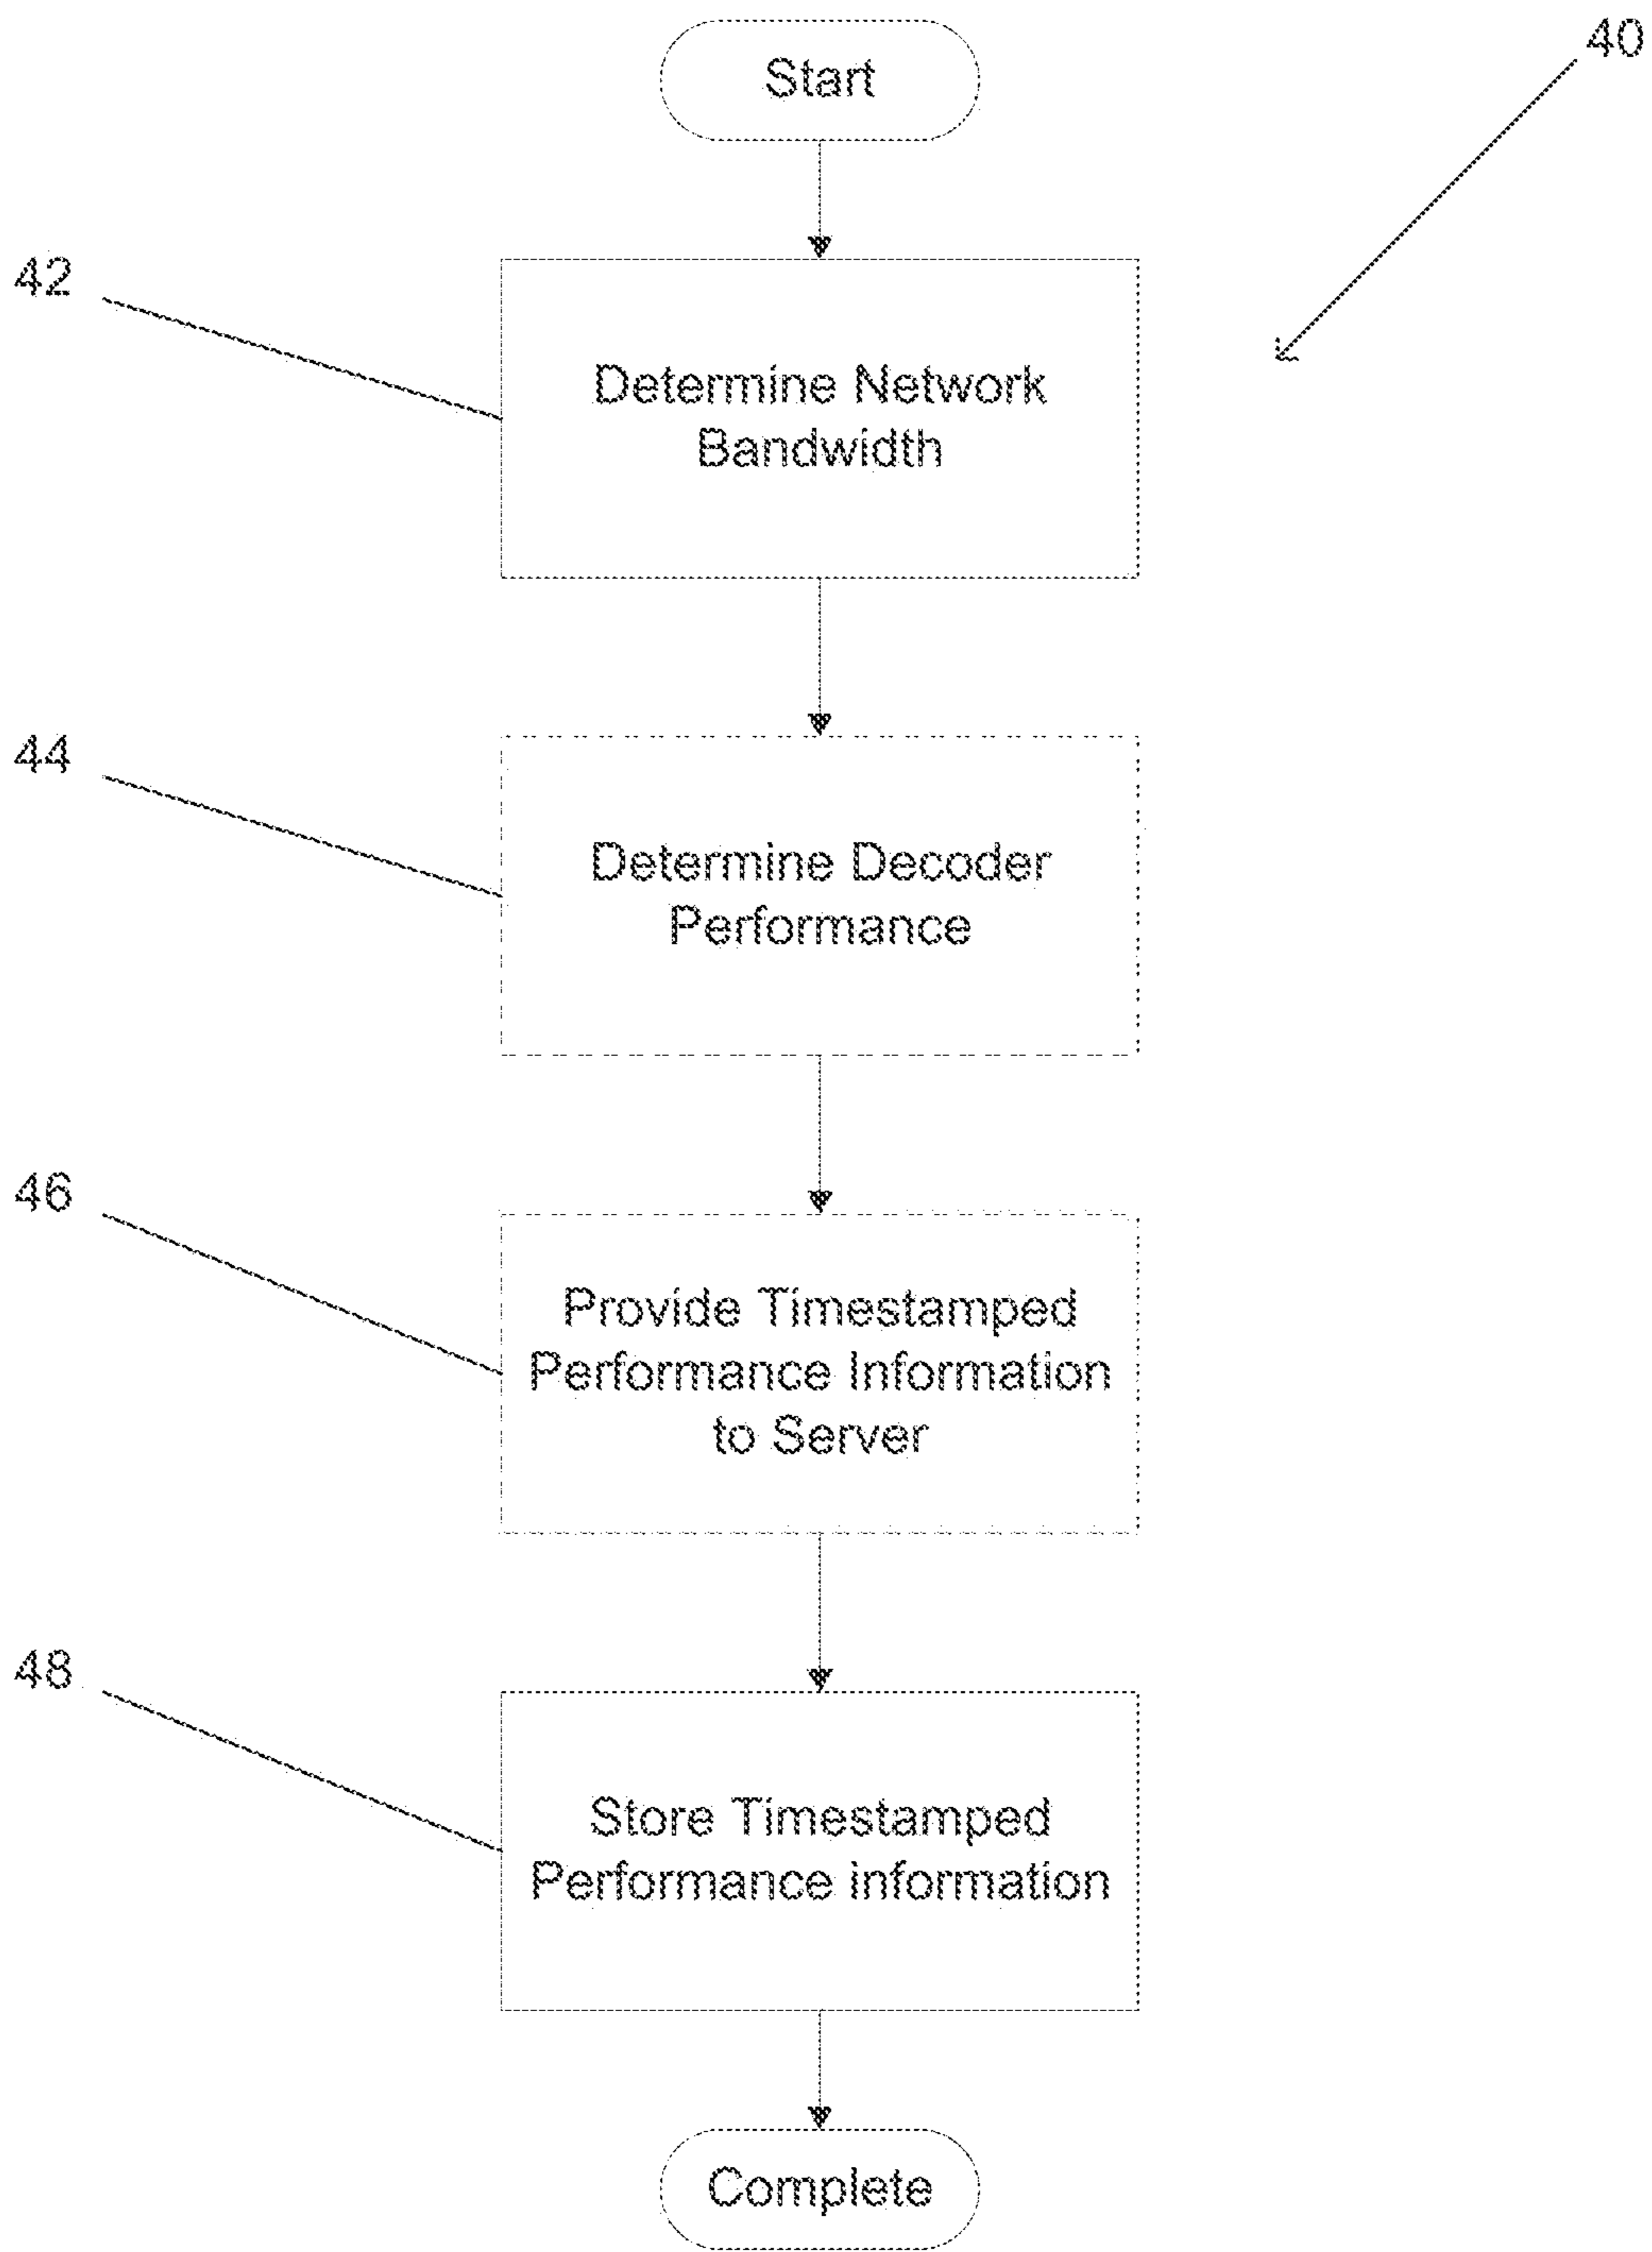 Start
40
42
Determine Network
Bandwidth
44
Determine Decoder
Performance
46
Provide Timestamped
Performance Information
to Server
48
Store Timestamped
Performance information
Complete